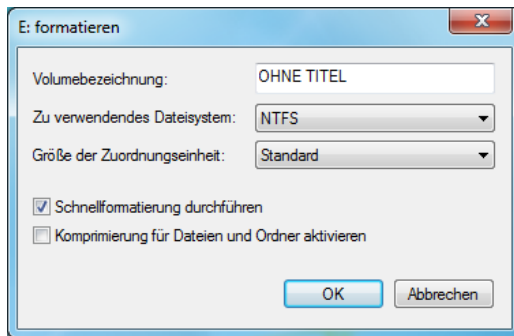 E: formatieren
Volumebezeichnung: OHNE TITEL
Zu verwendendes Dateisystem: NTFS
Größe der Zuordnungseinheit: Standard
Schnellformatierung durchführen
Komprimierung für Dateien und Ordner aktivieren
OK Abbrechen